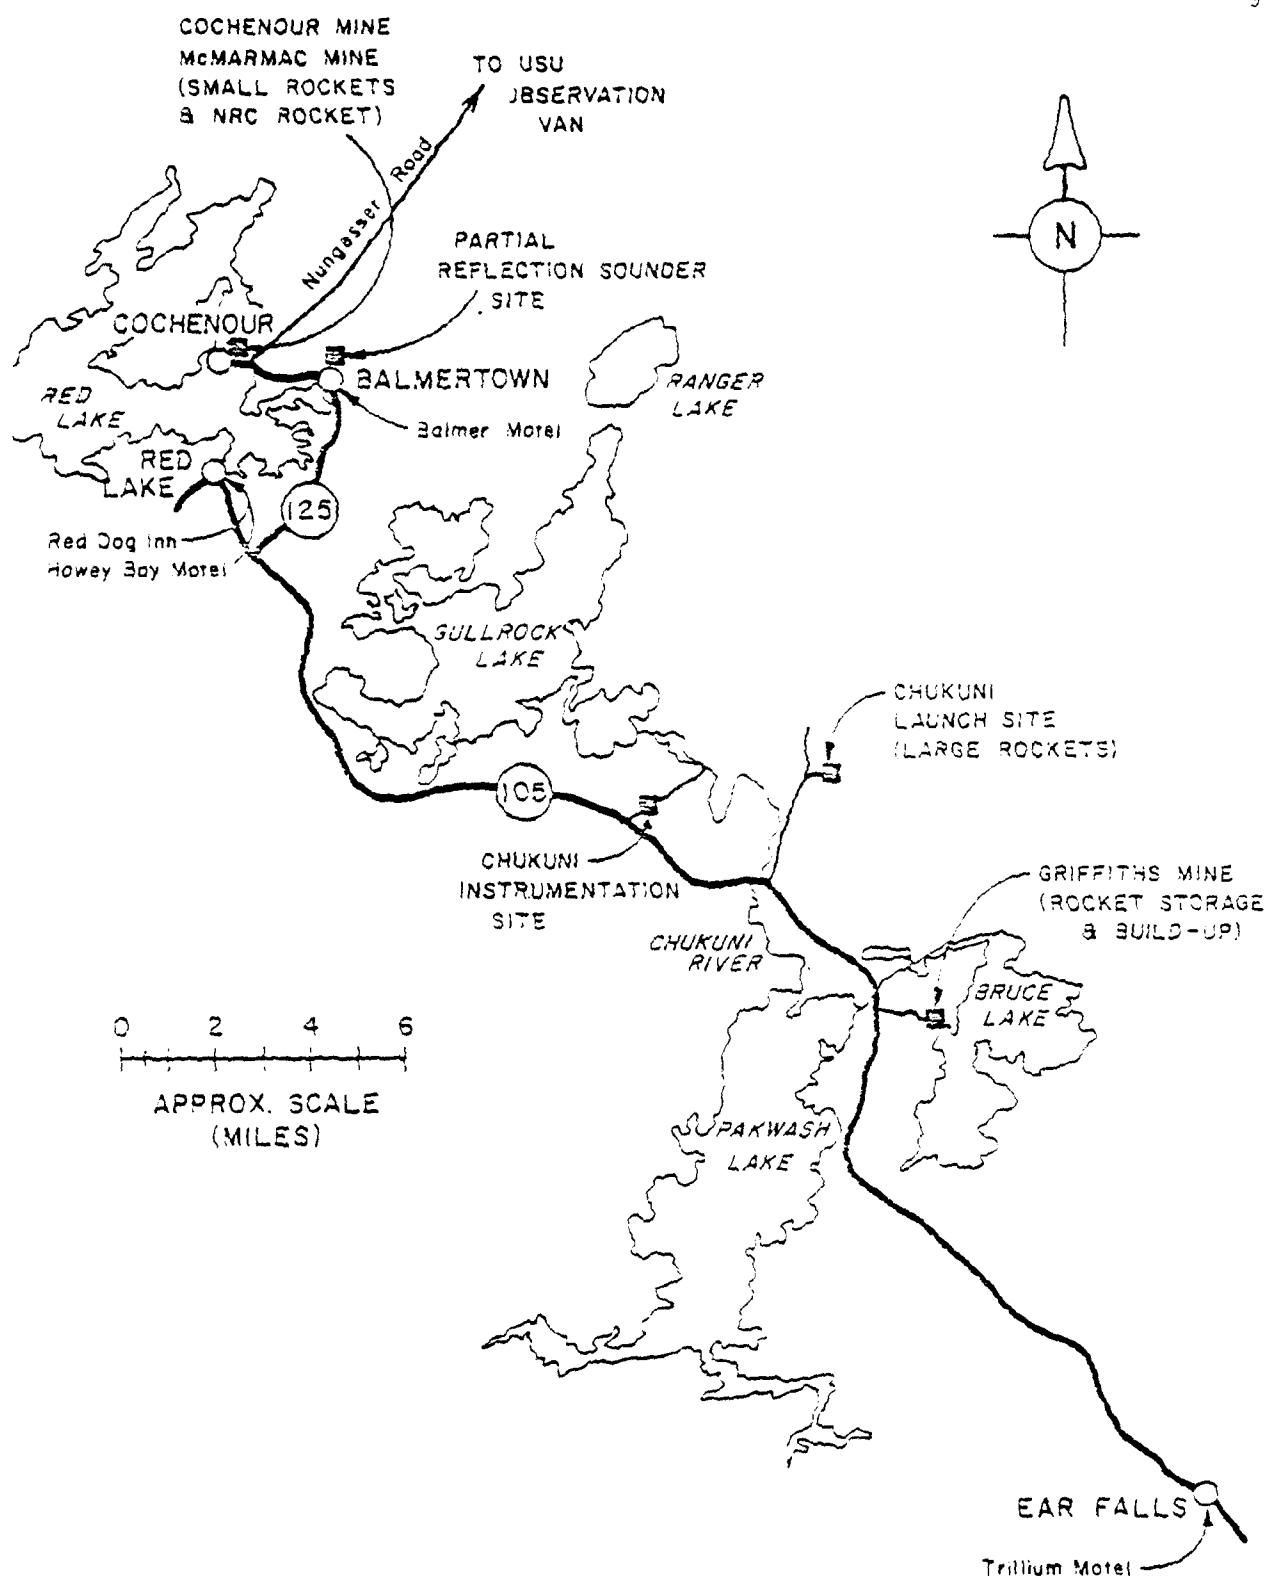 COCHENOUR MINE
McMARMAC MINE
(SMALL ROCKETS
& NRC ROCKET)
TO USU
OBSERVATION
VAN
Nungasser Road
N
PARTIAL
REFLECTION SOUNDER
SITE
COCHENOUR
BALMERTOWN
RANGER
LAKE
RED
LAKE
Balmer Motel
RED
LAKE
125
Red Dog Inn
Howey Bay Motel
GULLROCK
LAKE
CHUKUNI
LAUNCH SITE
(LARGE ROCKETS)
105
CHUKUNI
INSTRUMENTATION
SITE
GRIFFITHS MINE
(ROCKET STORAGE
& BUILD-UP)
CHUKUNI
RIVER
BRUCE
LAKE
0 2 4 6
APPROX. SCALE
(MILES)
PAKWASH
LAKE
EAR FALLS
Trillium Motel